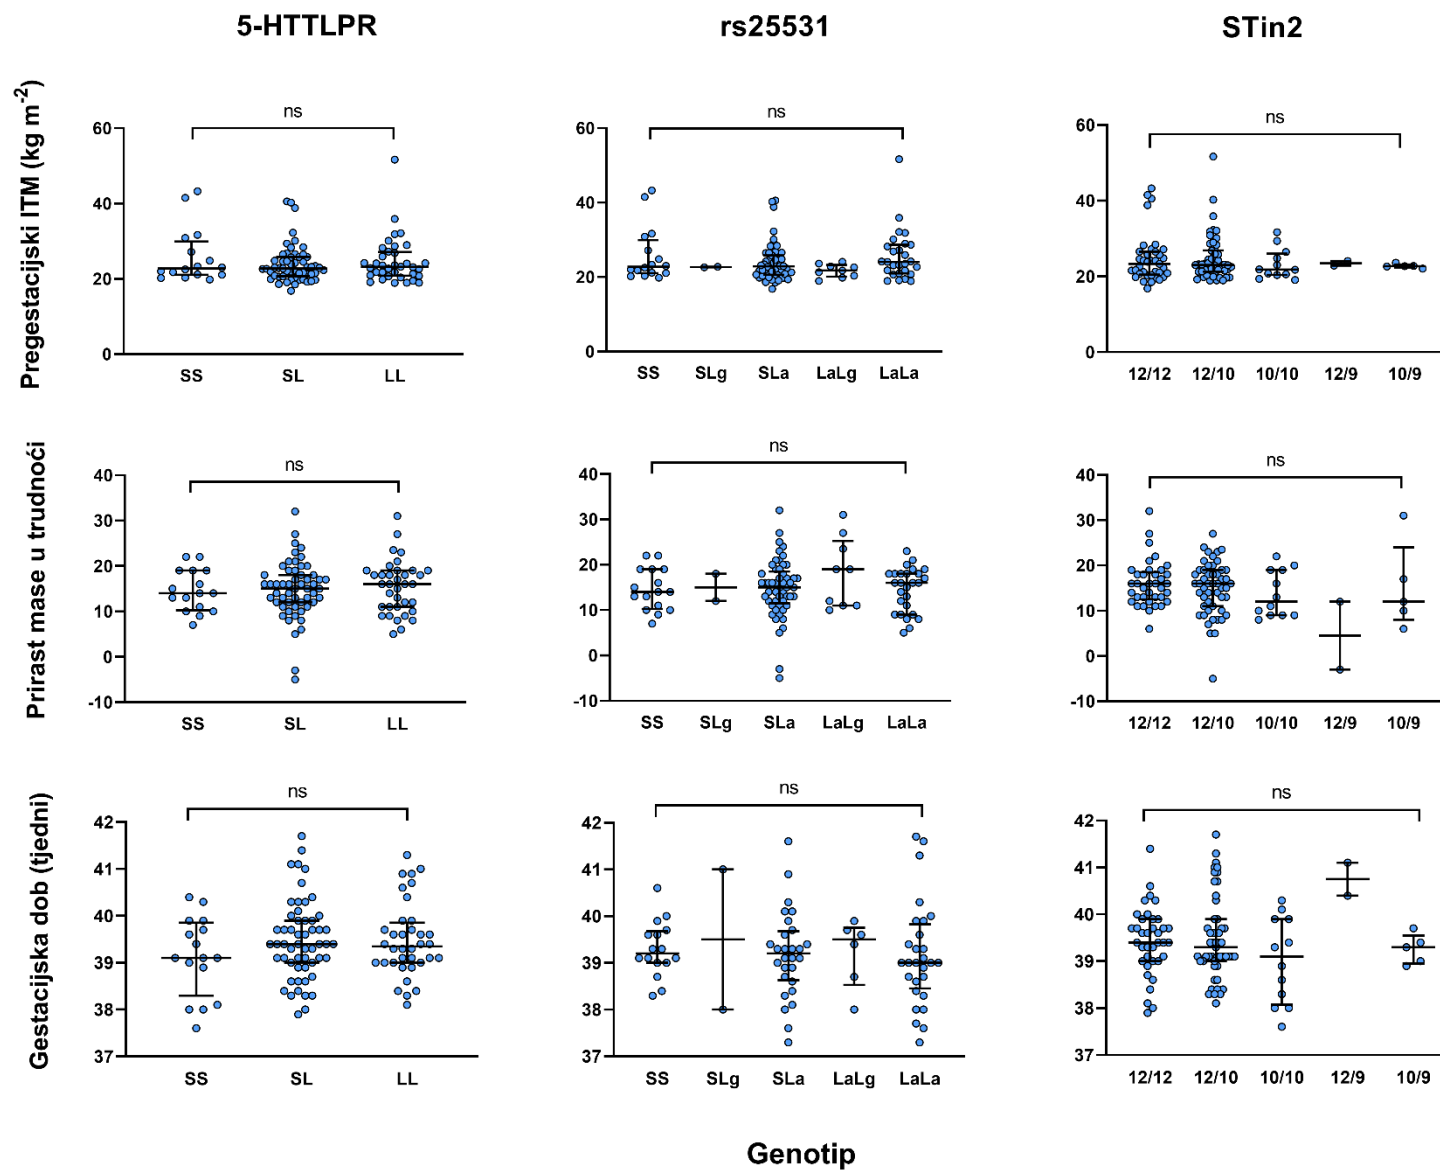 5-HTTLPR rs25531 STin2
Pregestacijski ITM (kg m-2)
ns
60
40
20
0
SS SL LL
ns
60
40
20
0
SS SLg SLa LaLg LaLa
ns
60
40
20
0
12/12 12/10 10/10 12/9 10/9
Prirast mase u trudnoći
ns
40
30
20
10
0
-10
SS SL LL
ns
40
30
20
10
0
-10
SS SLg SLa LaLg LaLa
ns
40
30
20
10
0
-10
12/12 12/10 10/10 12/9 10/9
Gestacijska dob (tjedni)
ns
42
41
40
39
38
37
SS SL LL
ns
42
41
40
39
38
37
SS SLg SLa LaLg LaLa
ns
42
41
40
39
38
37
12/12 12/10 10/10 12/9 10/9
Genotip